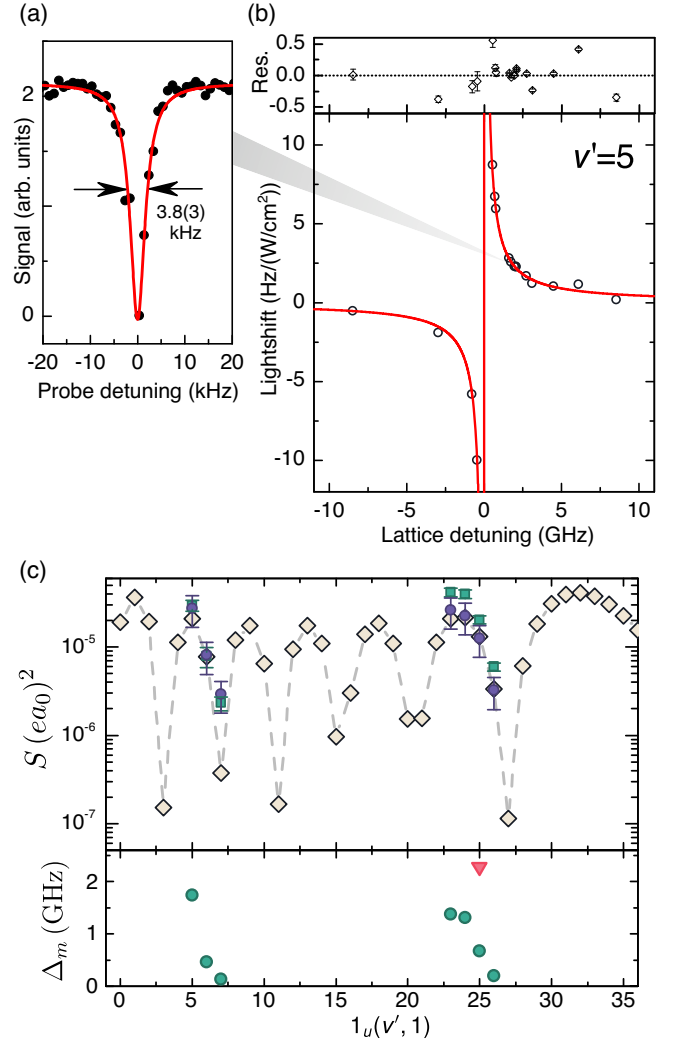 (a)
Signal (arb. units)
2
1
0
3.8(3)
kHz
-20 -10 0 10 20
Probe detuning (kHz)
(b)
Res.
0.5
0.0
-0.5
v'=5
Lightshift (Hz/(W/cm²))
10
5
0
-5
-10
-10 -5 0 5 10
Lattice detuning (GHz)
(c)
S (ea₀)²
10⁻⁵
10⁻⁶
10⁻⁷
Δₘ (GHz)
2
1
0
0 5 10 15 20 25 30 35
1ᵤ(v′, 1)